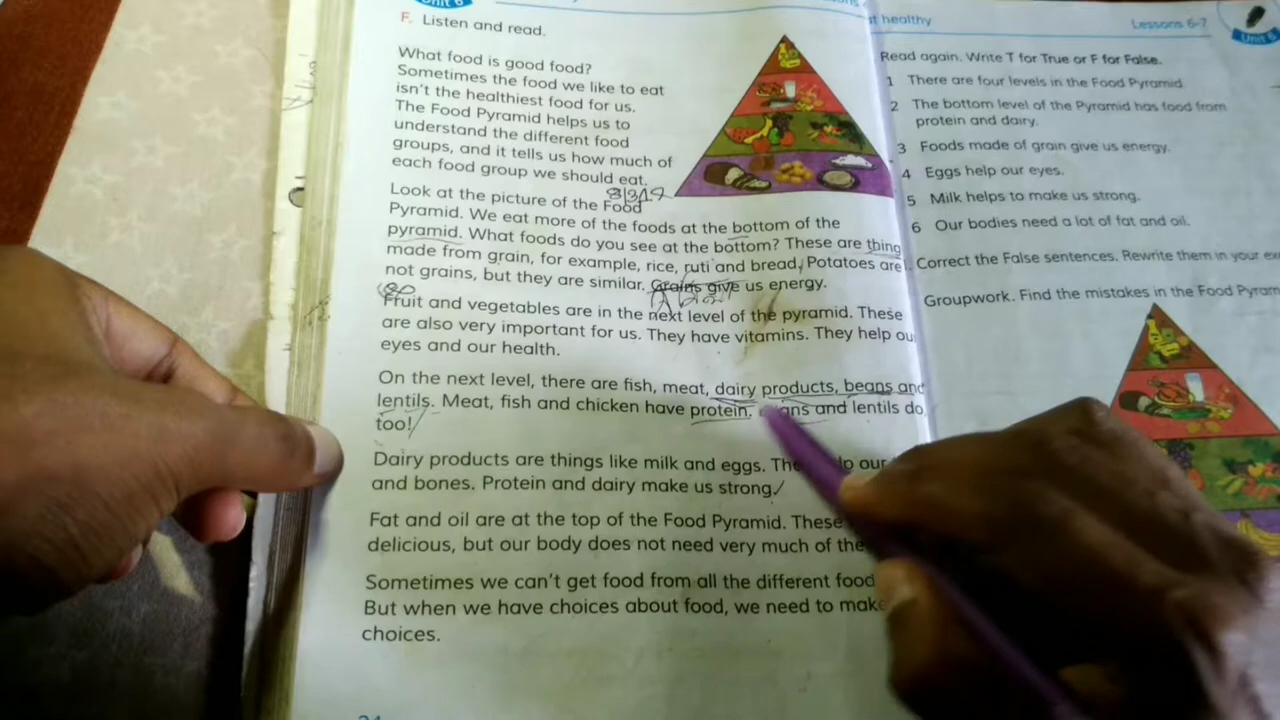 Unit 6
F. Listen and read.
What food is good food?
Sometimes the food we like to eat
isn't the healthiest food for us.
The Food Pyramid helps us to
understand the different food
groups, and it tells us how much of
each food group we should eat.
Look at the picture of the Food
Pyramid. We eat more of the foods at the bottom of the
pyramid. What foods do you see at the bottom? These are thing
made from grain, for example, rice, ruti and bread. Potatoes are
not grains, but they are similar. Grains give us energy.
Fruit and vegetables are in the next level of the pyramid. These
are also very important for us. They have vitamins. They help ou
eyes and our health.
On the next level, there are fish, meat, dairy products, beans and
lentils. Meat, fish and chicken have protein. and lentils do,
too!
Dairy products are things like milk and eggs. our
and bones. Protein and dairy make us strong.
Fat and oil are at the top of the Food Pyramid. These
delicious, but our body does not need very much of the
Sometimes we can't get food from all the different food
But when we have choices about food, we need to make
choices.
healthy
Lessons 6-7
Unit 6
Read again. Write T for True or F for False.
1 There are four levels in the Food Pyramid.
2 The bottom level of the Pyramid has food from
protein and dairy.
3 Foods made of grain give us energy.
4 Eggs help our eyes.
5 Milk helps to make us strong.
6 Our bodies need a lot of fat and oil.
Correct the False sentences. Rewrite them in your ex
Groupwork. Find the mistakes in the Food Pyram